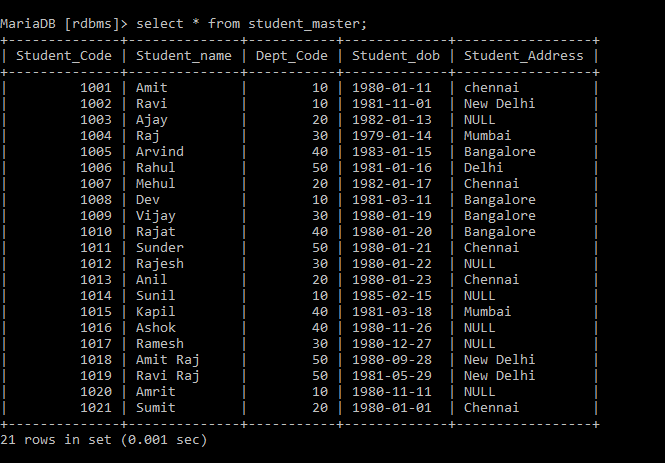 MariaDB [rdbms]> select * from student_master;
+--------------+--------------+-----------+-------------+-----------------+
| Student_Code | Student_name | Dept_Code | Student_dob | Student_Address |
+--------------+--------------+-----------+-------------+-----------------+
|         1001 | Amit         |        10 | 1980-01-11  | chennai         |
|         1002 | Ravi         |        10 | 1981-11-01  | New Delhi       |
|         1003 | Ajay         |        20 | 1982-01-13  | NULL            |
|         1004 | Raj          |        30 | 1979-01-14  | Mumbai          |
|         1005 | Arvind       |        40 | 1983-01-15  | Bangalore       |
|         1006 | Rahul        |        50 | 1981-01-16  | Delhi           |
|         1007 | Mehul        |        20 | 1982-01-17  | Chennai         |
|         1008 | Dev          |        10 | 1981-03-11  | Bangalore       |
|         1009 | Vijay        |        30 | 1980-01-19  | Bangalore       |
|         1010 | Rajat        |        40 | 1980-01-20  | Bangalore       |
|         1011 | Sunder       |        50 | 1980-01-21  | Chennai         |
|         1012 | Rajesh       |        30 | 1980-01-22  | NULL            |
|         1013 | Anil         |        20 | 1980-01-23  | Chennai         |
|         1014 | Sunil        |        10 | 1985-02-15  | NULL            |
|         1015 | Kapil        |        40 | 1981-03-18  | Mumbai          |
|         1016 | Ashok        |        40 | 1980-11-26  | NULL            |
|         1017 | Ramesh       |        30 | 1980-12-27  | NULL            |
|         1018 | Amit Raj     |        50 | 1980-09-28  | New Delhi       |
|         1019 | Ravi Raj     |        50 | 1981-05-29  | New Delhi       |
|         1020 | Amrit        |        10 | 1980-11-11  | NULL            |
|         1021 | Sumit        |        20 | 1980-01-01  | Chennai         |
+--------------+--------------+-----------+-------------+-----------------+
21 rows in set (0.001 sec)